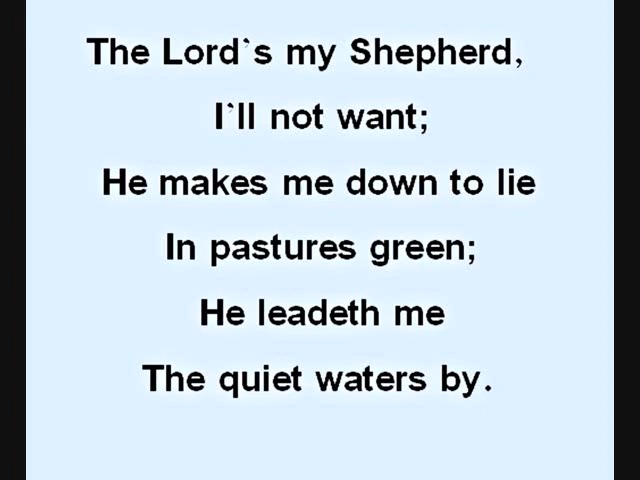 The Lord`s my Shepherd,
I`ll not want;
He makes me down to lie
In pastures green;
He leadeth me
The quiet waters by.